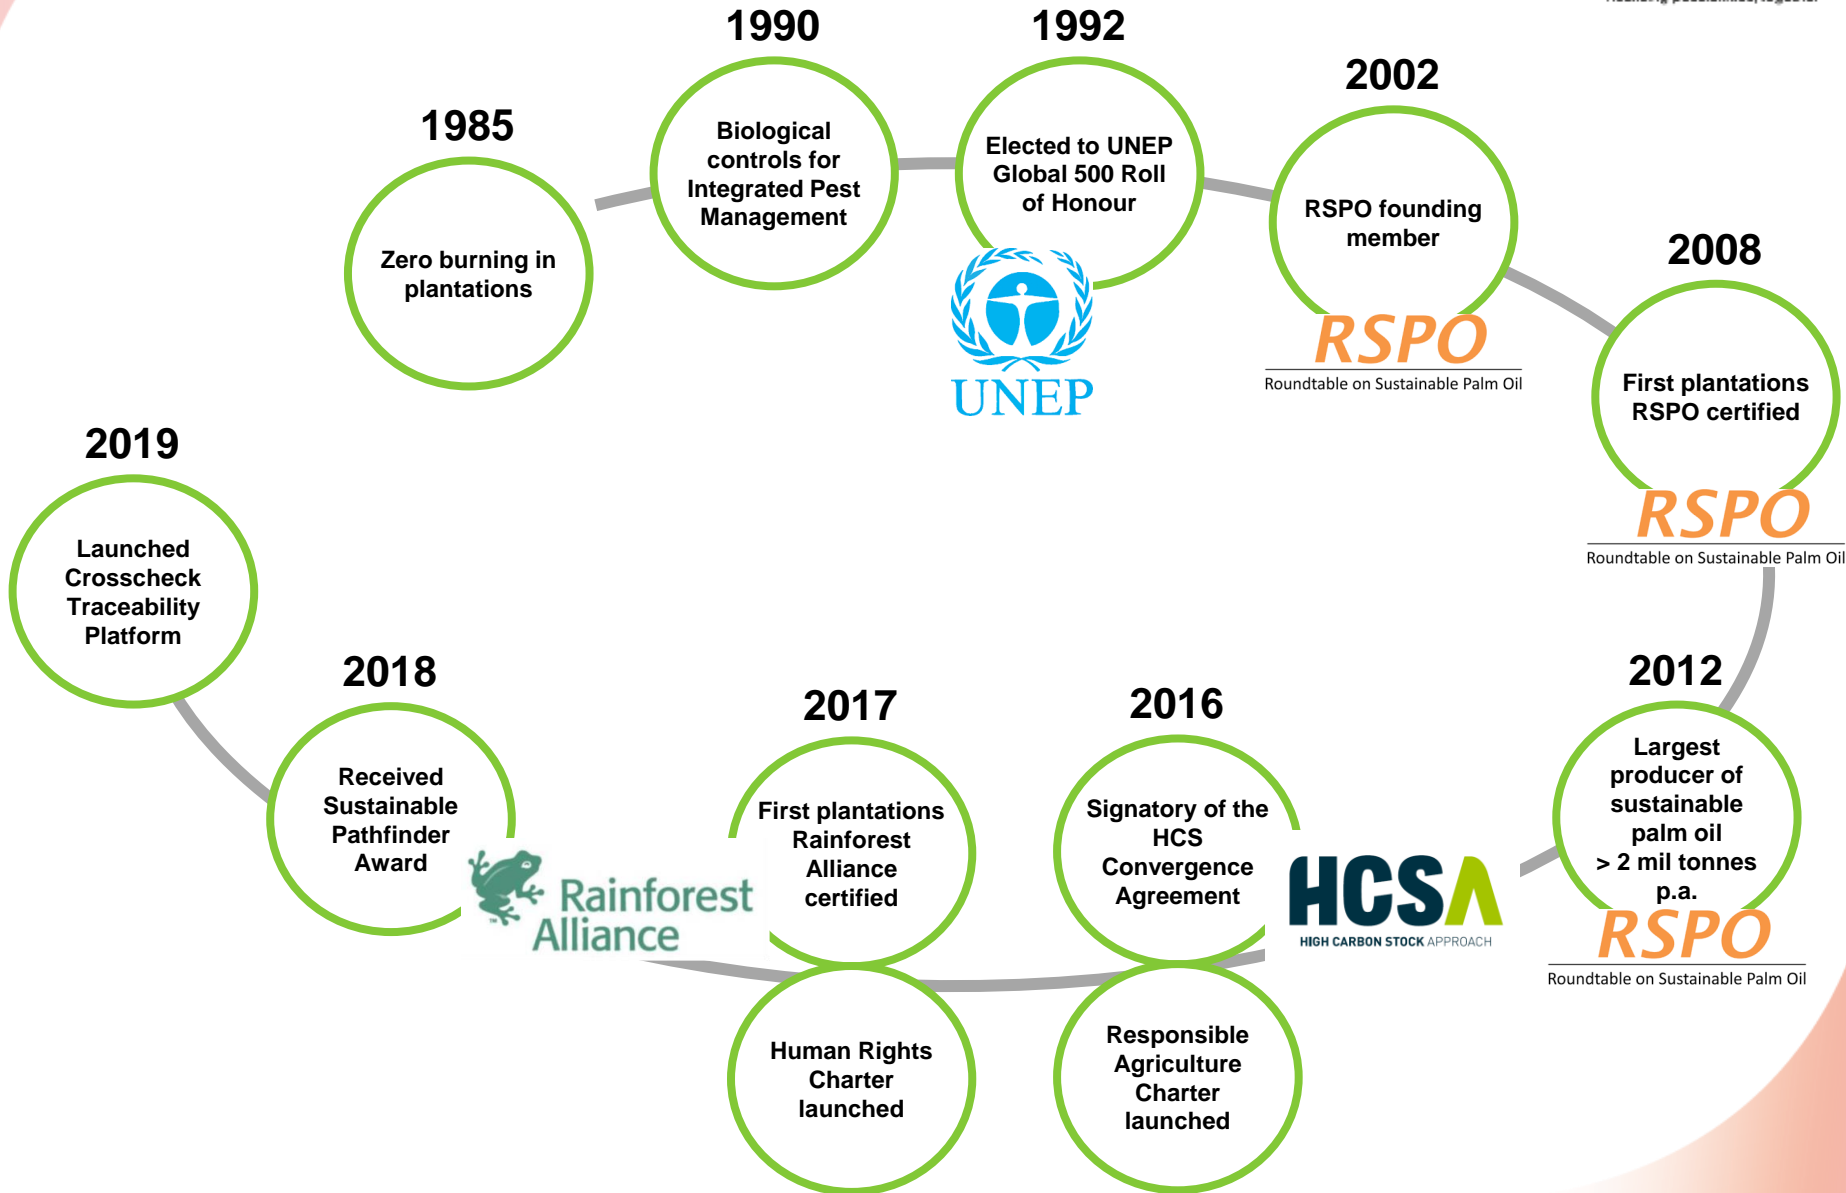 1985
Zero burning in
plantations
1990
Biological
controls for
Integrated Pest
Management
1992
Elected to UNEP
Global 500 Roll
of Honour
UNEP
2002
RSPO founding
member
RSPO
Roundtable on Sustainable Palm Oil
2008
First plantations
RSPO certified
RSPO
Roundtable on Sustainable Palm Oil
2012
Largest
producer of
sustainable
palm oil
> 2 mil tonnes
p.a.
RSPO
Roundtable on Sustainable Palm Oil
2016
Signatory of the
HCS
Convergence
Agreement
HCSA
HIGH CARBON STOCK APPROACH
Responsible
Agriculture
Charter
launched
2017
First plantations
Rainforest
Alliance
certified
Rainforest
Alliance
TM
Human Rights
Charter
launched
2018
Received
Sustainable
Pathfinder
Award
2019
Launched
Crosscheck
Traceability
Platform